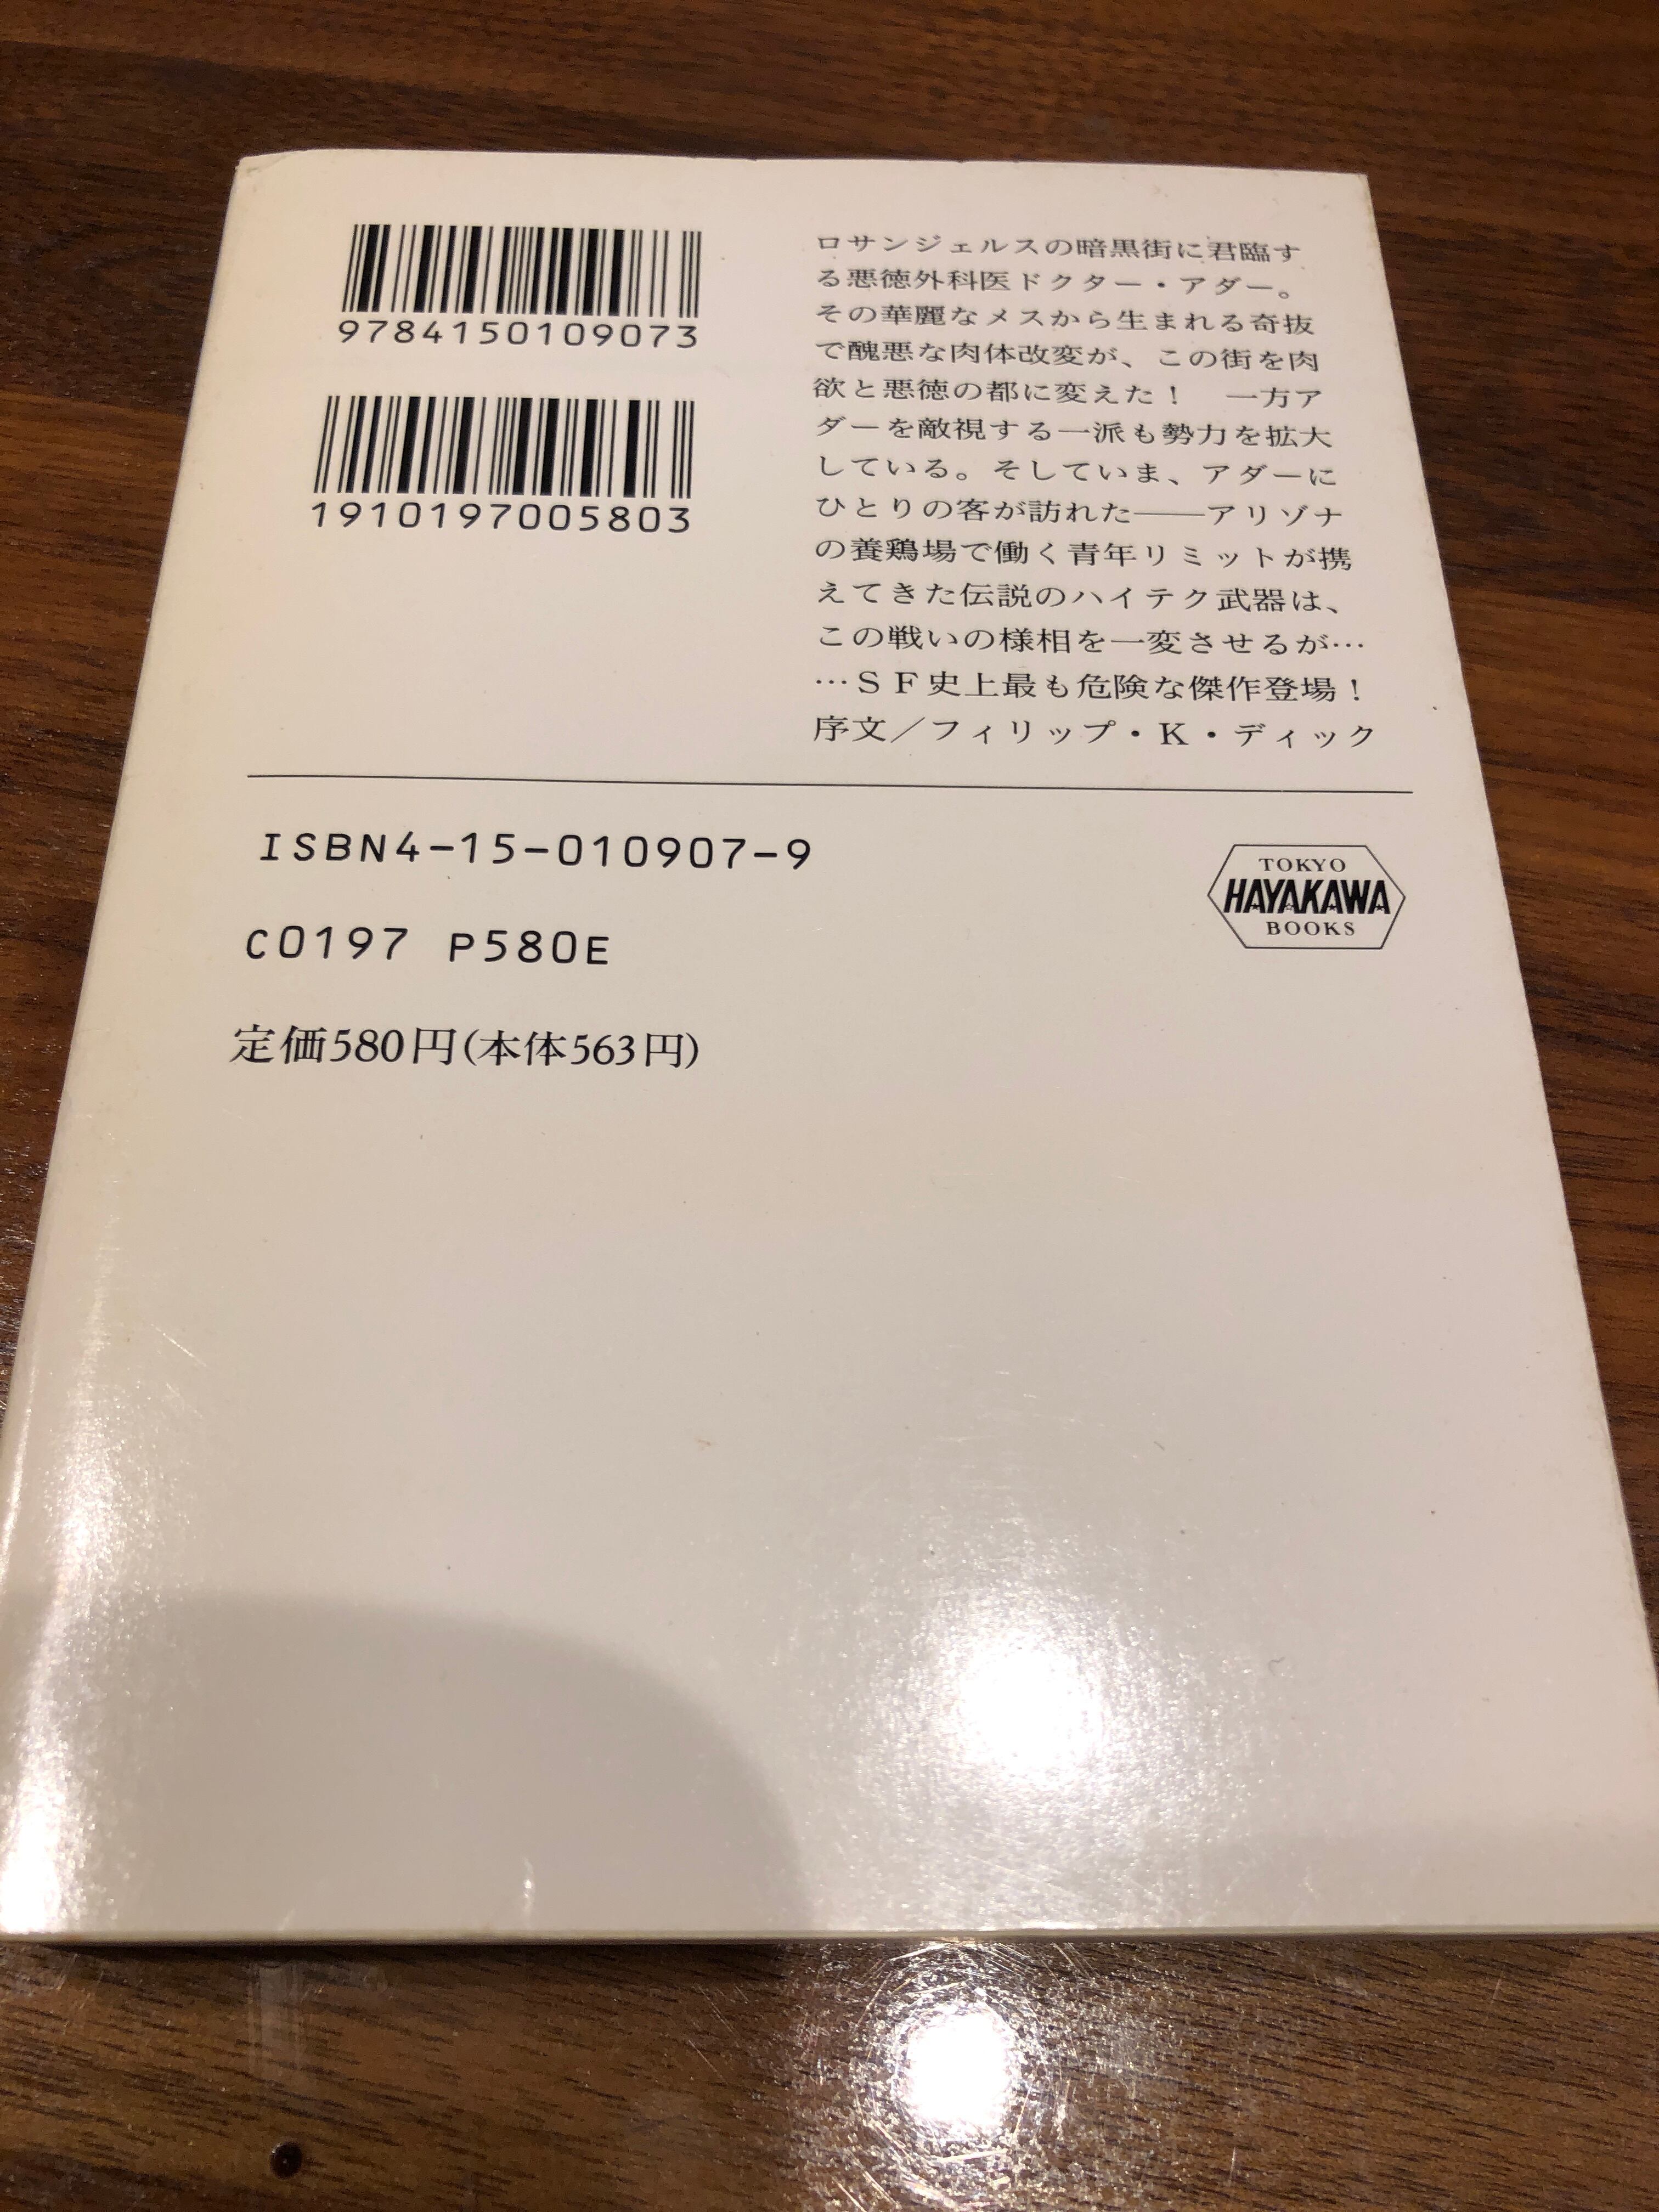 9784150109073
1910197005803
ロサンジェルスの暗黒街に君臨す
る悪徳外科医ドクター・アダー。
その華麗なメスから生まれる奇抜
で醜悪な肉体改変が、この街を肉
欲と悪徳の都に変えた！　一方ア
ダーを敵視する一派も勢力を拡大
している。そしていま、アダーに
ひとりの客が訪れた――アリゾナ
の養鶏場で働く青年リミットが携
えてきた伝説のハイテク武器は、
この戦いの様相を一変させるが…
…ＳＦ史上最も危険な傑作登場！
序文／フィリップ・Ｋ・ディック
ISBN4-15-010907-9
C0197 P580E
定価580円(本体563円)
TOKYO
HAYAKAWA
BOOKS